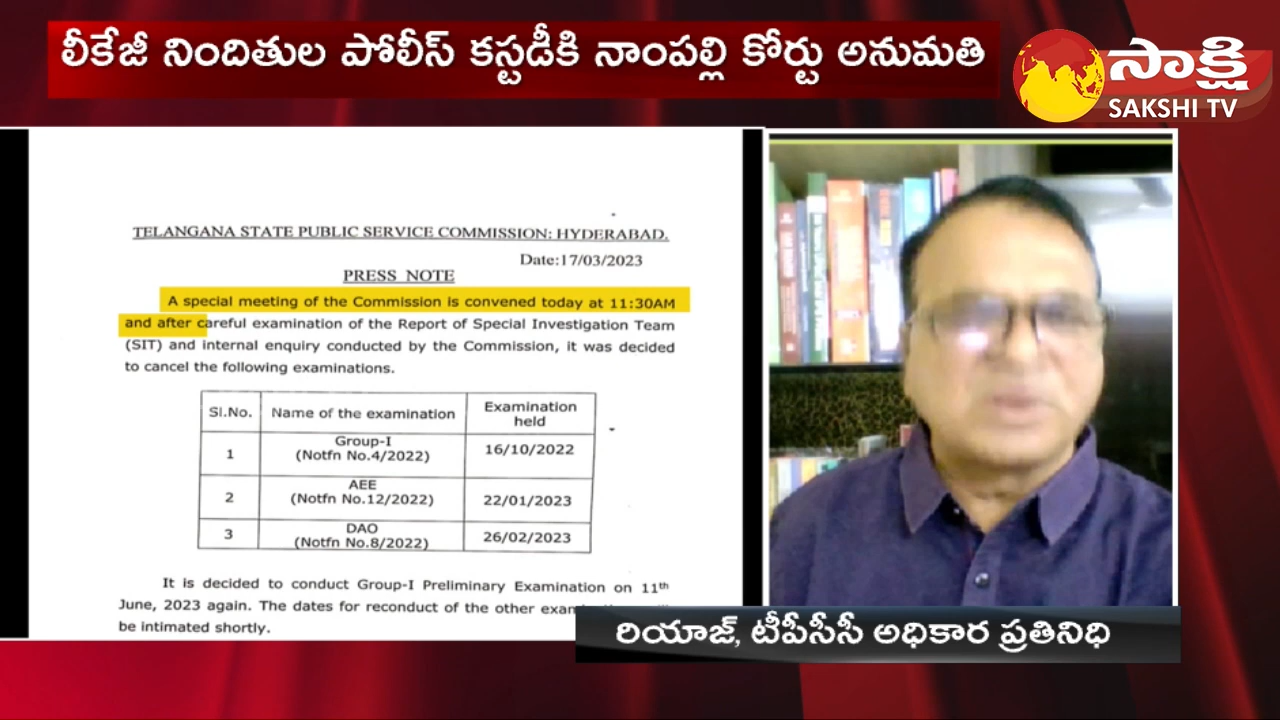 లీకేజీ నిందితుల పోలీస్ కస్టడీకి నాంపల్లి కోర్టు అనుమతి
సాక్షి
SAKSHI TV
TELANGANA STATE PUBLIC SERVICE COMMISSION: HYDERABAD.
Date:17/03/2023
PRESS NOTE
A special meeting of the Commission is convened today at 11:30AM
and after careful examination of the Report of Special Investigation Team
(SIT) and internal enquiry conducted by the Commission, it was decided
to cancel the following examinations.
Sl.No. Name of the examination Examination held
1 Group-I (Notfn No.4/2022) 16/10/2022
2 AEE (Notfn No.12/2022) 22/01/2023
3 DAO (Notfn No.8/2022) 26/02/2023
It is decided to conduct Group-I Preliminary Examination on 11th
June, 2023 again. The dates for reconduct of the other
be intimated shortly.
రియాజ్, టీపీసీసీ అధికార ప్రతినిధి